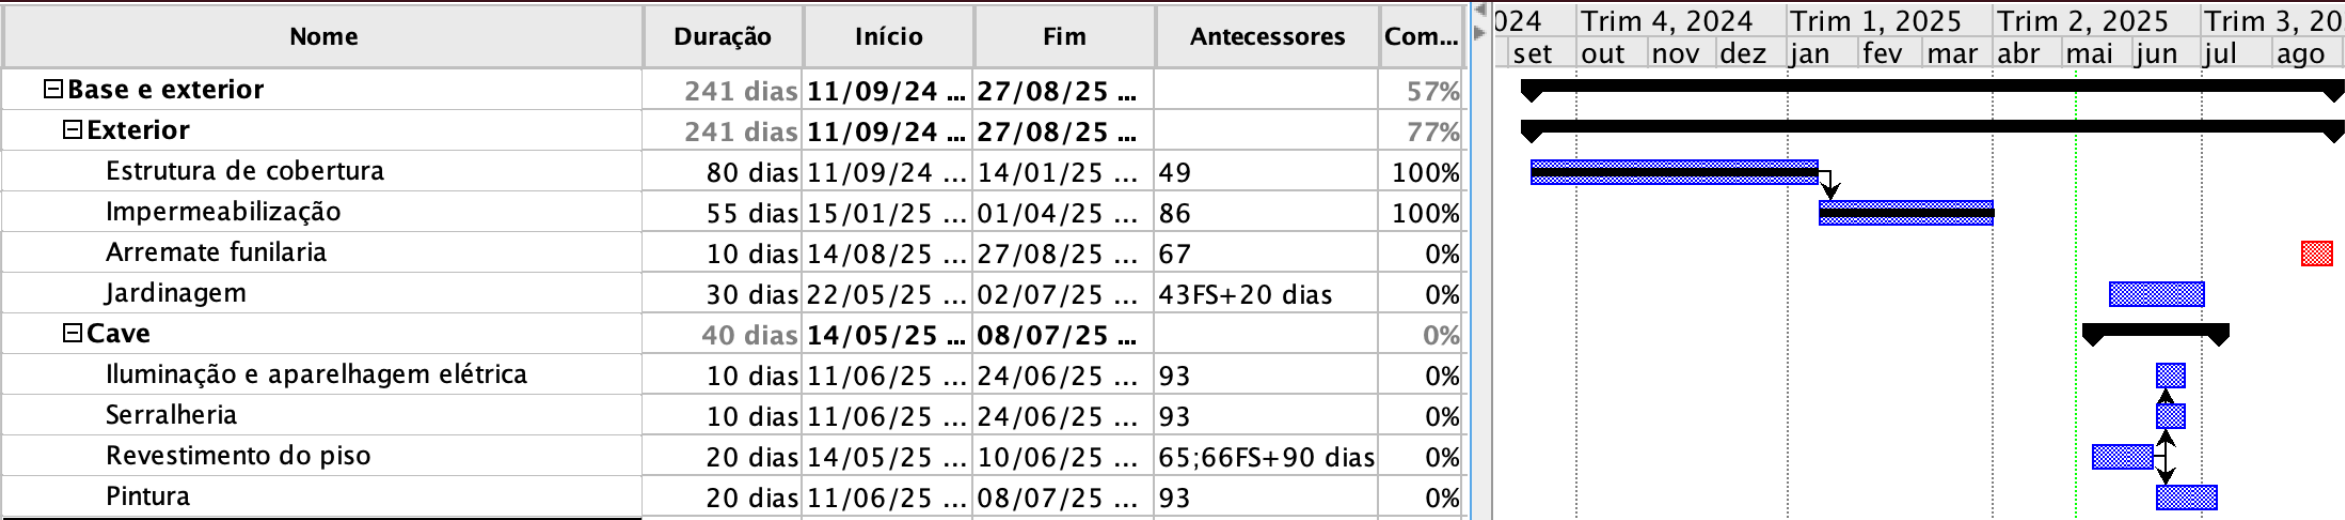 Nome Duração Início Fim Antecessores Com... 024 Trim 4, 2024 Trim 1, 2025 Trim 2, 2025 Trim 3, 20
set out nov dez jan fev mar abr mai jun jul ago
Base e exterior 241 dias 11/09/24 ... 27/08/25 ... 57%
Exterior 241 dias 11/09/24 ... 27/08/25 ... 77%
Estrutura de cobertura 80 dias 11/09/24 ... 14/01/25 ... 49 100%
Impermeabilização 55 dias 15/01/25 ... 01/04/25 ... 86 100%
Arremate funilaria 10 dias 14/08/25 ... 27/08/25 ... 67 0%
Jardinagem 30 dias 22/05/25 ... 02/07/25 ... 43FS+20 dias 0%
Cave 40 dias 14/05/25 ... 08/07/25 ... 0%
Iluminação e aparelhagem elétrica 10 dias 11/06/25 ... 24/06/25 ... 93 0%
Serralheria 10 dias 11/06/25 ... 24/06/25 ... 93 0%
Revestimento do piso 20 dias 14/05/25 ... 10/06/25 ... 65;66FS+90 dias 0%
Pintura 20 dias 11/06/25 ... 08/07/25 ... 93 0%